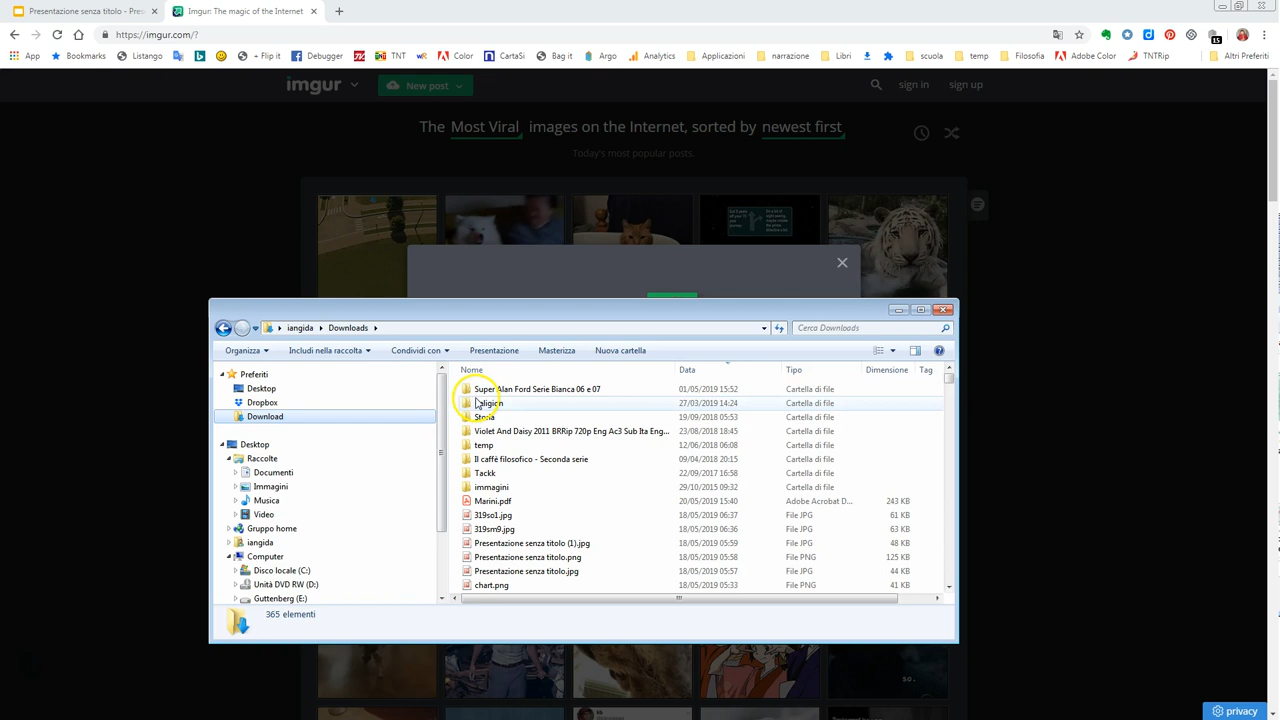 Presentazione senza titolo - Pres
Imgur: The magic of the Internet
https://imgur.com/?
App
Bookmarks
Listango
+ Flip it
Debugger
TNT
Color
CartaSi
Bag it
Argo
Analytics
Applicazioni
narrazione
Libri
scuola
temp
Filosofia
Adobe Color
TNTRip
Altri Preferiti
15
imgur
New post
sign in
sign up
The Most Viral images on the Internet, sorted by newest first
Today's most popular posts.
iangida
Downloads
Cerca Downloads
Organizza
Includi nella raccolta
Condividi con
Presentazione
Masterizza
Nuova cartella
Preferiti
Desktop
Dropbox
Download
Desktop
Raccolte
Documenti
Immagini
Musica
Video
Gruppo home
iangida
Computer
Disco locale (C:)
Unità DVD RW (D:)
Guttenberg (E:)
Nome Data Tipo Dimensione Tag
Super Alan Ford Serie Bianca 06 e 07 01/05/2019 15:52 Cartella di file
religion 27/03/2019 14:24 Cartella di file
Storia 19/09/2018 05:53 Cartella di file
Violet And Daisy 2011 BRRip 720p Eng Ac3 Sub Ita Eng... 23/08/2018 18:45 Cartella di file
temp 12/06/2018 06:08 Cartella di file
Il caffè filosofico - Seconda serie 09/04/2018 20:15 Cartella di file
Tackk 22/09/2017 16:58 Cartella di file
immagini 29/10/2015 09:32 Cartella di file
Marini.pdf 20/05/2019 15:40 Adobe Acrobat D... 243 KB
319so1.jpg 18/05/2019 06:37 File JPG 61 KB
319sm9.jpg 18/05/2019 06:36 File JPG 63 KB
Presentazione senza titolo (1).jpg 18/05/2019 05:59 File JPG 48 KB
Presentazione senza titolo.png 18/05/2019 05:58 File PNG 125 KB
Presentazione senza titolo.jpg 18/05/2019 05:57 File JPG 44 KB
chart.png 18/05/2019 05:33 File PNG 41 KB
365 elementi
so.
privacy